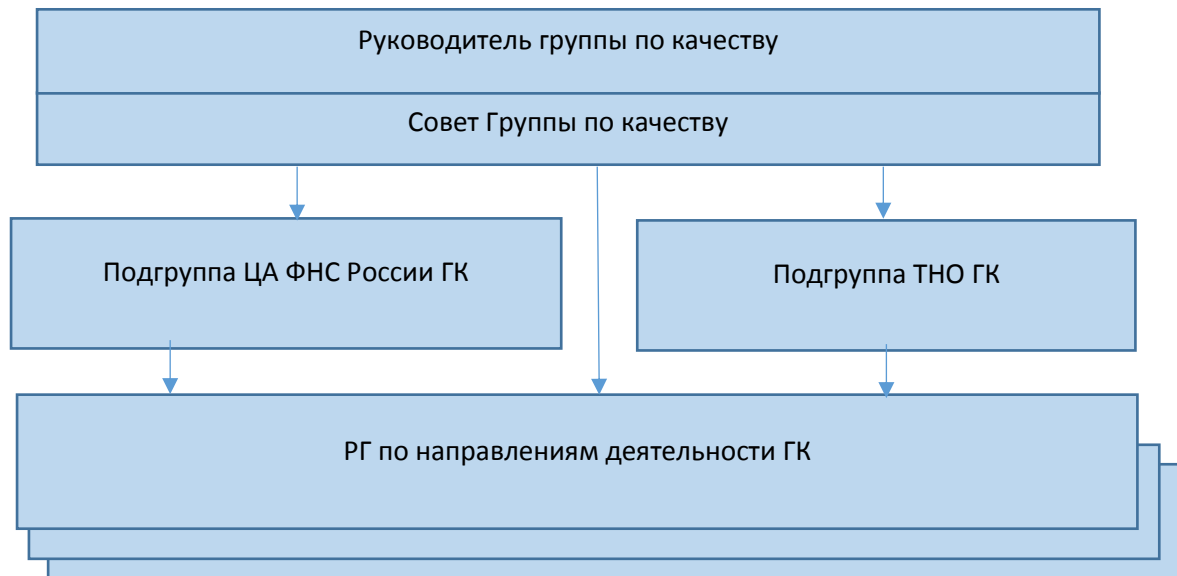 Руководитель группы по качеству
Совет Группы по качеству
Подгруппа ЦА ФНС России ГК
Подгруппа ТНО ГК
РГ по направлениям деятельности ГК